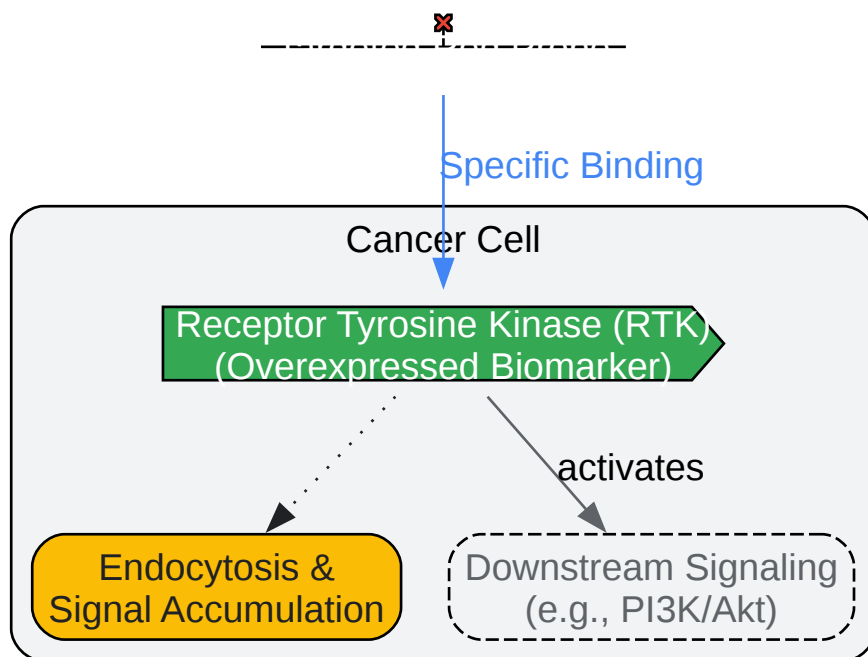 Specific Binding
Cancer Cell
Receptor Tyrosine Kinase (RTK)
(Overexpressed Biomarker)
activates
Endocytosis &
Signal Accumulation
Downstream Signaling
(e.g., PI3K/Akt)